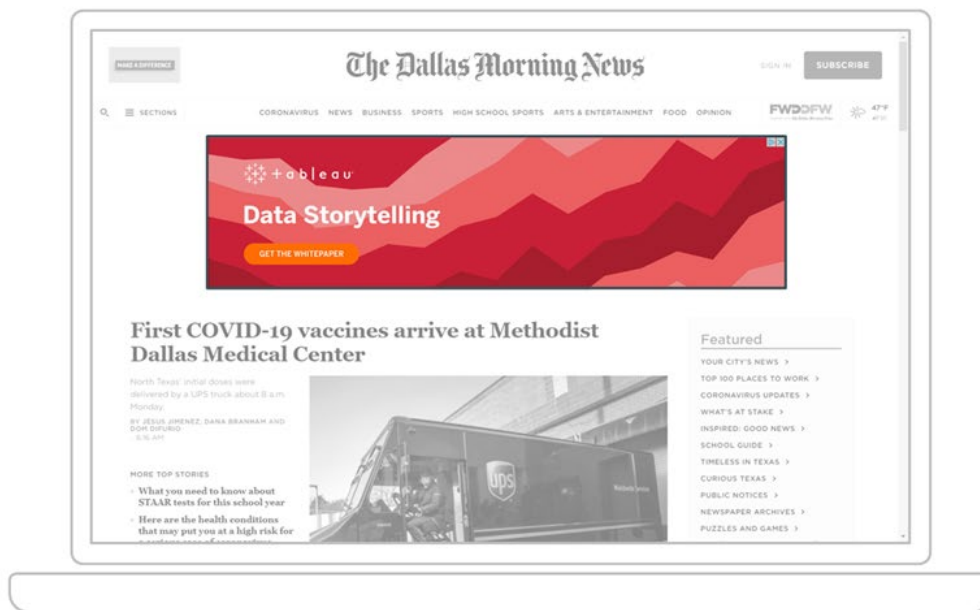 MAKE A DIFFERENCE
The Dallas Morning News
SIGN IN
SUBSCRIBE
SECTIONS
CORONAVIRUS NEWS BUSINESS SPORTS HIGH SCHOOL SPORTS ARTS & ENTERTAINMENT FOOD OPINION
FWD>DFW
47°F
+ableau
Data Storytelling
GET THE WHITEPAPER
First COVID-19 vaccines arrive at Methodist
Dallas Medical Center
North Texas' initial doses were
delivered by a UPS truck about 8 a.m.
Monday.
BY JESUS JIMENEZ, DANA BRANHAM AND
DOM DIFURIO
8:16 AM
MORE TOP STORIES
What you need to know about
STAAR tests for this school year
Here are the health conditions
that may put you at a high risk for
ups
Featured
YOUR CITY'S NEWS >
TOP 100 PLACES TO WORK >
CORONAVIRUS UPDATES >
WHAT'S AT STAKE >
INSPIRED: GOOD NEWS >
SCHOOL GUIDE >
TIMELESS IN TEXAS >
CURIOUS TEXAS >
PUBLIC NOTICES >
NEWSPAPER ARCHIVES >
PUZZLES AND GAMES >